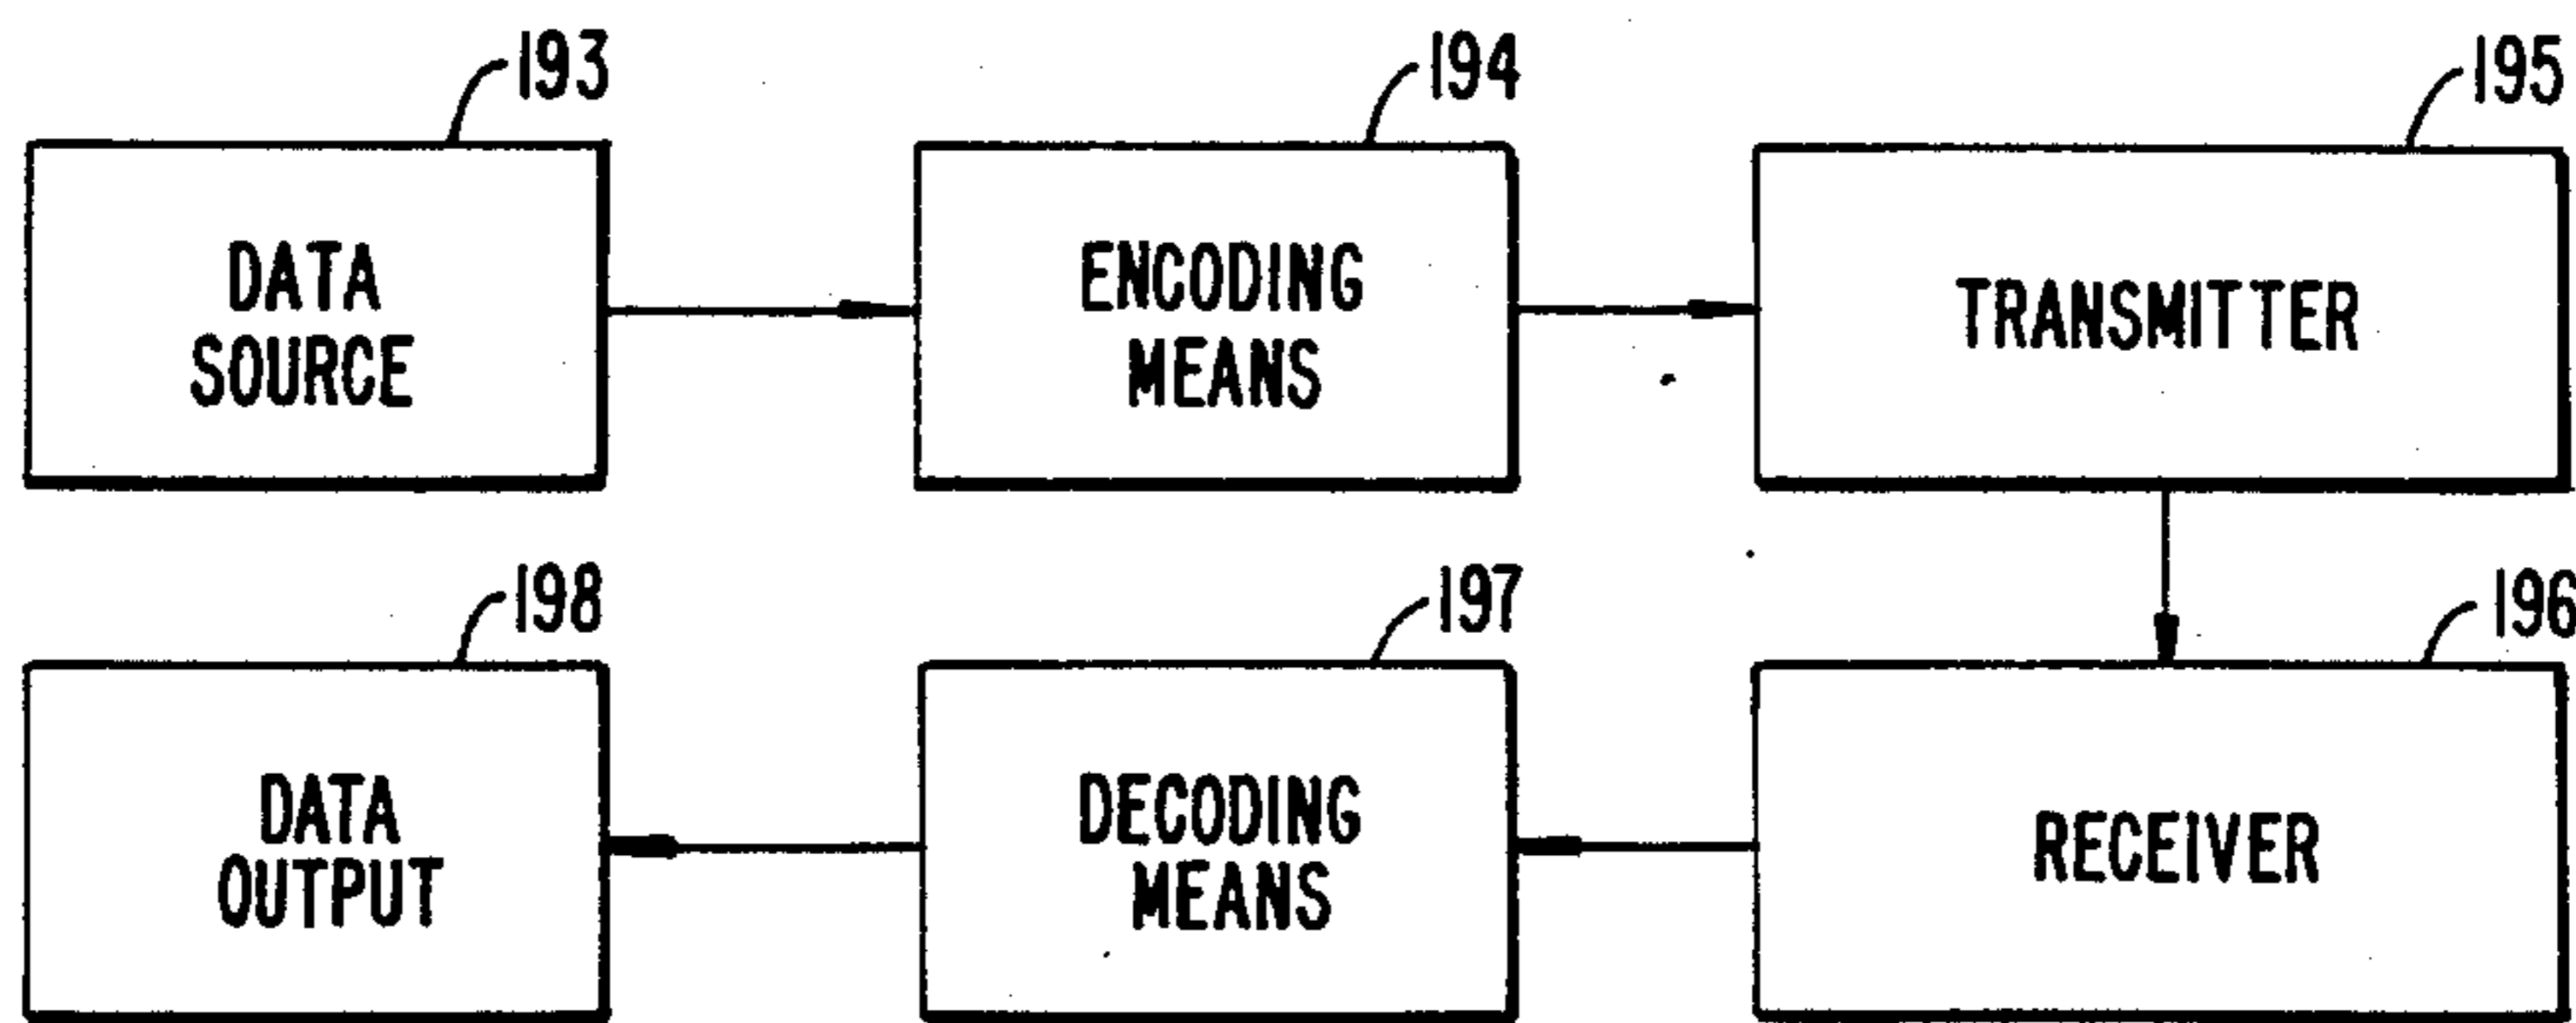 193
194
195
DATA
SOURCE
ENCODING
MEANS
TRANSMITTER
198
197
196
DATA
OUTPUT
DECODING
MEANS
RECEIVER